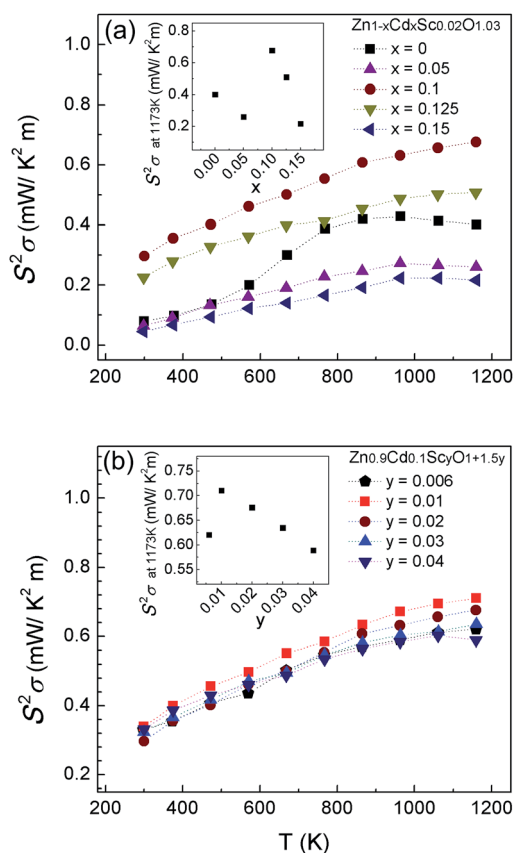 (a)
Zn1-xCdxSc0.02O1.03
x = 0
x = 0.05
x = 0.1
x = 0.125
x = 0.15
S²σ at 1173K (mW/ K² m)
0.8
0.6
0.4
0.2
0.00 0.05 0.10 0.15
x
S²σ (mW/ K² m)
1.0
0.8
0.6
0.4
0.2
0.0
200 400 600 800 1000 1200
(b)
Zn0.9Cd0.1ScyO1+1.5y
y = 0.006
y = 0.01
y = 0.02
y = 0.03
y = 0.04
S²σ at 1173K (mW/ K²m)
0.75
0.70
0.65
0.60
0.55
0.01 0.02 0.03 0.04
y
S²σ (mW/ K² m)
1.0
0.8
0.6
0.4
0.2
200 400 600 800 1000 1200
T (K)